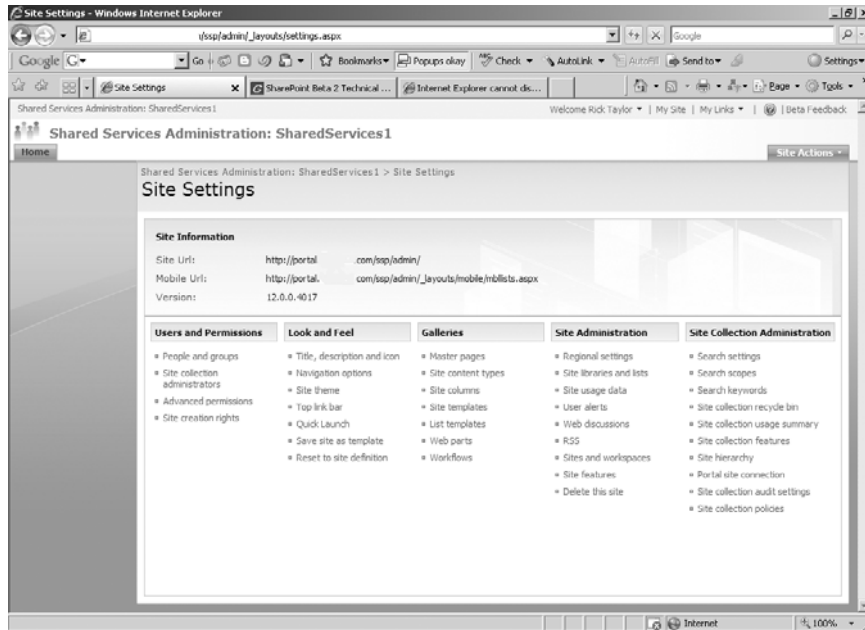 Site Settings - Windows Internet Explorer
/ssp/admin/_layouts/settings.aspx
Google
Google G Go Bookmarks Popups okay Check AutoLink AutoFill Send to Settings
Site Settings SharePoint Beta 2 Technical ... Internet Explorer cannot dis... Page Tools
Shared Services Administration: SharedServices1 Welcome Rick Taylor | My Site | My Links | | Beta Feedback
Shared Services Administration: SharedServices1
Home Site Actions
Shared Services Administration: SharedServices1 > Site Settings
Site Settings
Site Information
Site Url: http://portal .com/ssp/admin/
Mobile Url: http://portal. com/ssp/admin/_layouts/mobile/mbllists.aspx
Version: 12.0.0.4017
Users and Permissions
People and groups
Site collection
administrators
Advanced permissions
Site creation rights
Look and Feel
Title, description and icon
Navigation options
Site theme
Top link bar
Quick Launch
Save site as template
Reset to site definition
Galleries
Master pages
Site content types
Site columns
Site templates
List templates
Web parts
Workflows
Site Administration
Regional settings
Site libraries and lists
Site usage data
User alerts
Web discussions
RSS
Sites and workspaces
Site features
Delete this site
Site Collection Administration
Search settings
Search scopes
Search keywords
Site collection recycle bin
Site collection usage summary
Site collection features
Site hierarchy
Portal site connection
Site collection audit settings
Site collection policies
Internet 100%